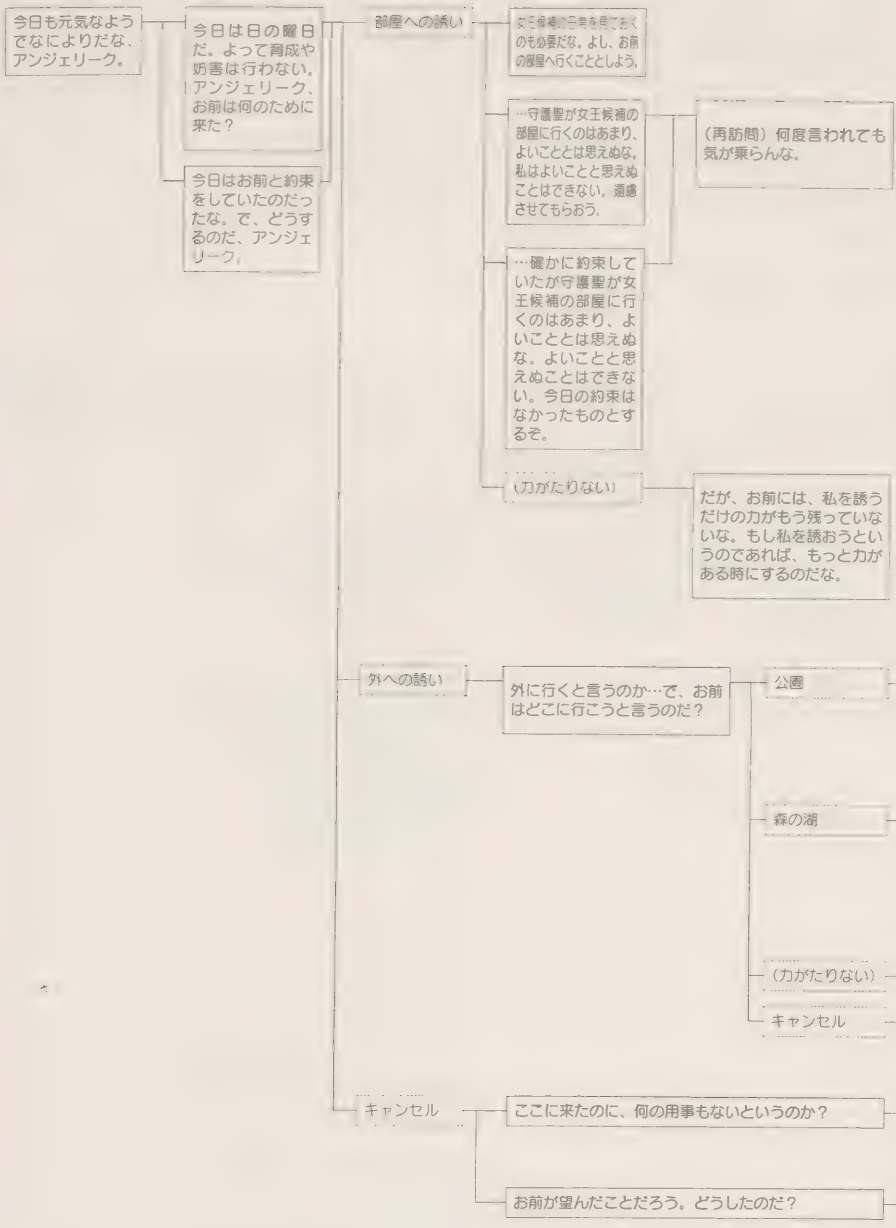 今日も元気なよう
でなによりだな、
アンジェリーク。
今日は日の曜日
だ。よって育成や
妨害は行わない。
アンジェリーク、
お前は何のために
来た?
今日はお前と約束
をしていたのだっ
たな。で、どうす
るのだ、アンジェ
リーク。
部屋への誘い
女王候補の日常を見ておく
のも必要だな。よし、お前
の部屋へ行くこととしよう。
…守護聖が女王候補の
部屋に行くのはあまり、
よいこととは思えぬな。
私はよいことと思えぬ
ことはできない。遠慮
させてもらおう。
(再訪問)何度言われても
気が乗らんな。
…確かに約束して
いたが守護聖が女
王候補の部屋に行
くのはあまり、よ
いこととは思えぬ
な。よいことと思
えぬことはできな
い。今日の約束は
なかったものとす
るぞ。
(力がたりない)
だが、お前には、私を誘う
だけの力がもう残っていな
いな。もし私を誘おうとい
うのであれば、もっと力が
ある時にするのだな。
外への誘い
外に行くと言うのか…で、お前
はどこに行こうと言うのだ?
公園
森の湖
(力がたりない)
キャンセル
キャンセル
ここに来たのに、何の用事もないというのか?
お前が望んだことだろう。どうしたのだ?